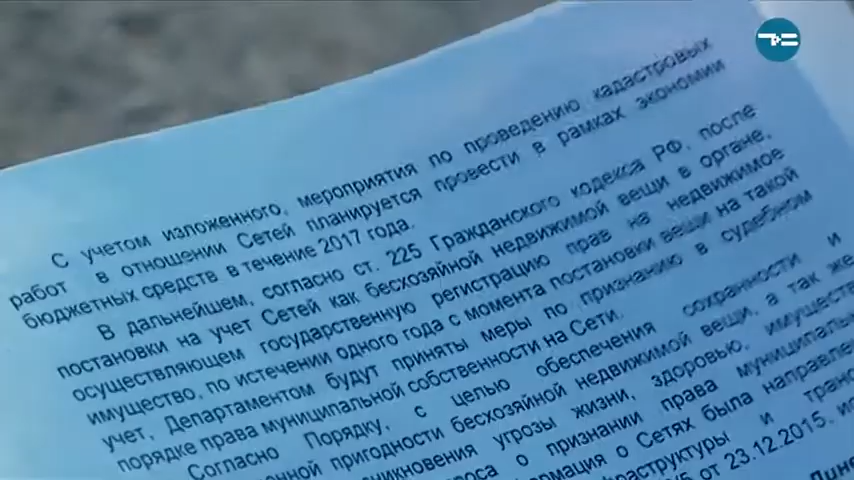 С учетом изложенного, мероприятия по проведению кадастровых
работ в отношении Сетей планируется провести в рамках экономии
бюджетных средств в течение 2017 года.
В дальнейшем, согласно ст. 225 Гражданского кодекса РФ, после
постановки на учет Сетей как бесхозяйной недвижимой вещи в органе,
осуществляющем государственную регистрацию прав на недвижимое
имущество, по истечении одного года с момента постановки вещи на такой
учет, Департаментом будут приняты меры по признанию в судебном
порядке права муниципальной собственности на Сети.
Согласно Порядку, с целью обеспечения сохранности и
пригодности бесхозяйной недвижимой вещи, а так же
угрозы жизни, здоровью,
о признании права
о Сетях была
и
от 23.12.2015.